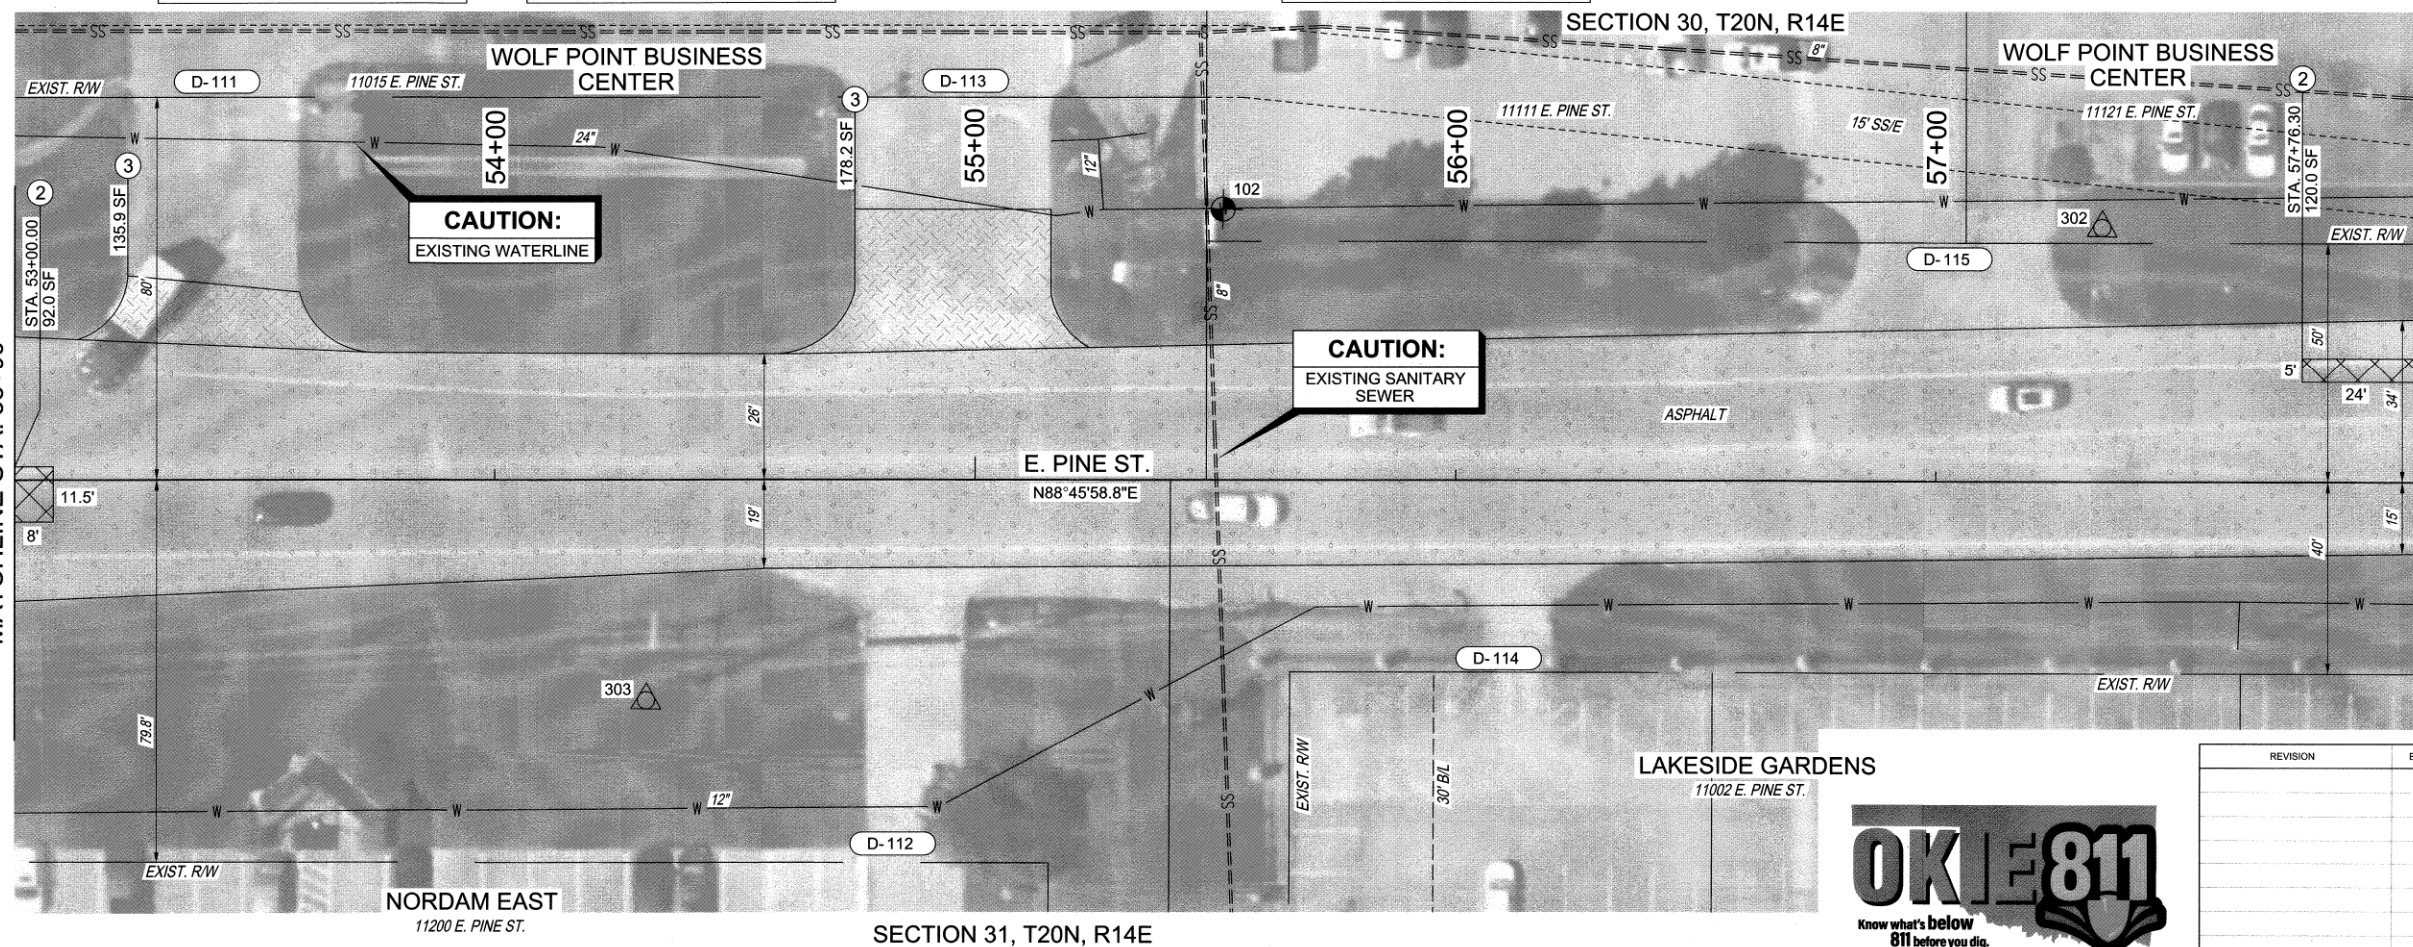 SECTION 30, T20N, R14E
EXIST. R/W
D-111
11015 E. PINE ST.
WOLF POINT BUSINESS
CENTER
D-113
WOLF POINT BUSINESS
CENTER
8"
SS
11111 E. PINE ST.
15' SS/E
11121 E. PINE ST.
2
STA. 57+76.30
120.0 SF
3
178.2 SF
54+00
24"
W
55+00
12"
56+00
57+00
102
302
EXIST. R/W
3
135.9 SF
2
STA. 53+00.00
92.0 SF
80'
CAUTION:
EXISTING WATERLINE
D-115
8"
CAUTION:
EXISTING SANITARY
SEWER
ASPHALT
50'
5'
24'
34'
26'
E. PINE ST.
N88°45'58.8"E
11.5'
8'
19'
15'
40'
303
79.8'
D-114
EXIST. R/W
EXIST. R/W
30' B/L
LAKESIDE GARDENS
11002 E. PINE ST.
12"
D-112
EXIST. R/W
NORDAM EAST
11200 E. PINE ST.
SECTION 31, T20N, R14E
REVISION
OKIE811
Know what's below
811 before you dig.